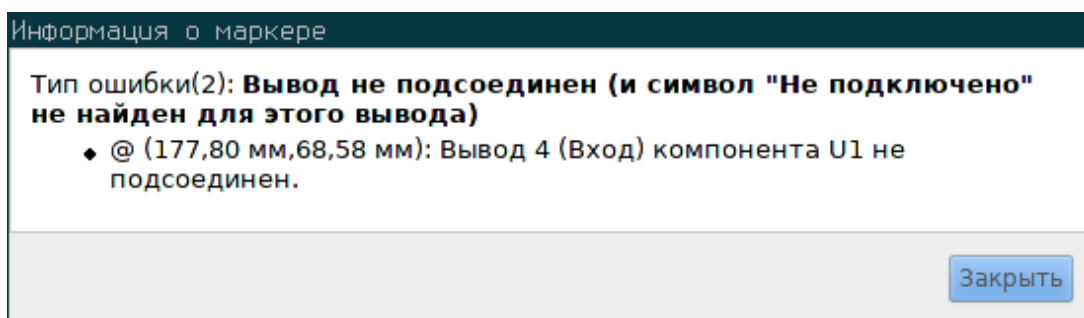 Информация о маркере
Тип ошибки(2): Вывод не подсоединен (и символ "Не подключено"
не найден для этого вывода)
◆ @ (177,80 мм,68,58 мм): Вывод 4 (Вход) компонента U1 не
подсоединен.
Закрыть